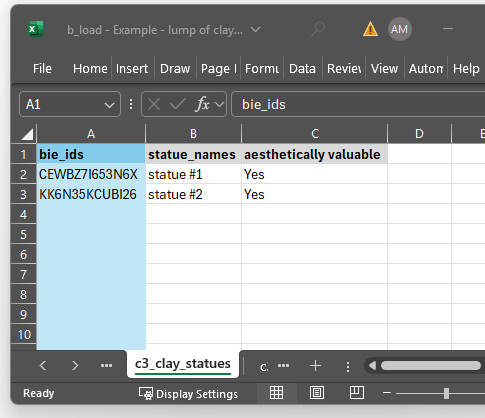 b_load - Example - lump of clay... AM
File Home Insert Draw Page l Formu Data Review View Autom Help
A1 fx bie_ids
A B C D E
1 bie_ids statue_names aesthetically valuable
2 CEWBZ7I653N6X statue #1 Yes
3 KK6N35KCUBI26 statue #2 Yes
4
5
6
7
8
9
10
... c3_clay_statues c: ... +
Ready Display Settings